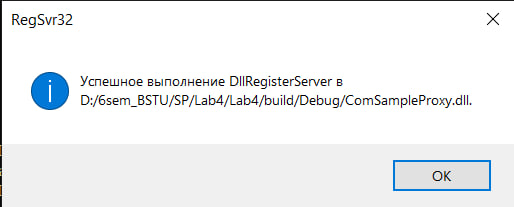 RegSvr32
Успешное выполнение DllRegisterServer в
D:/6sem_BSTU/SP/Lab4/Lab4/build/Debug/ComSampleProxy.dll.
OK